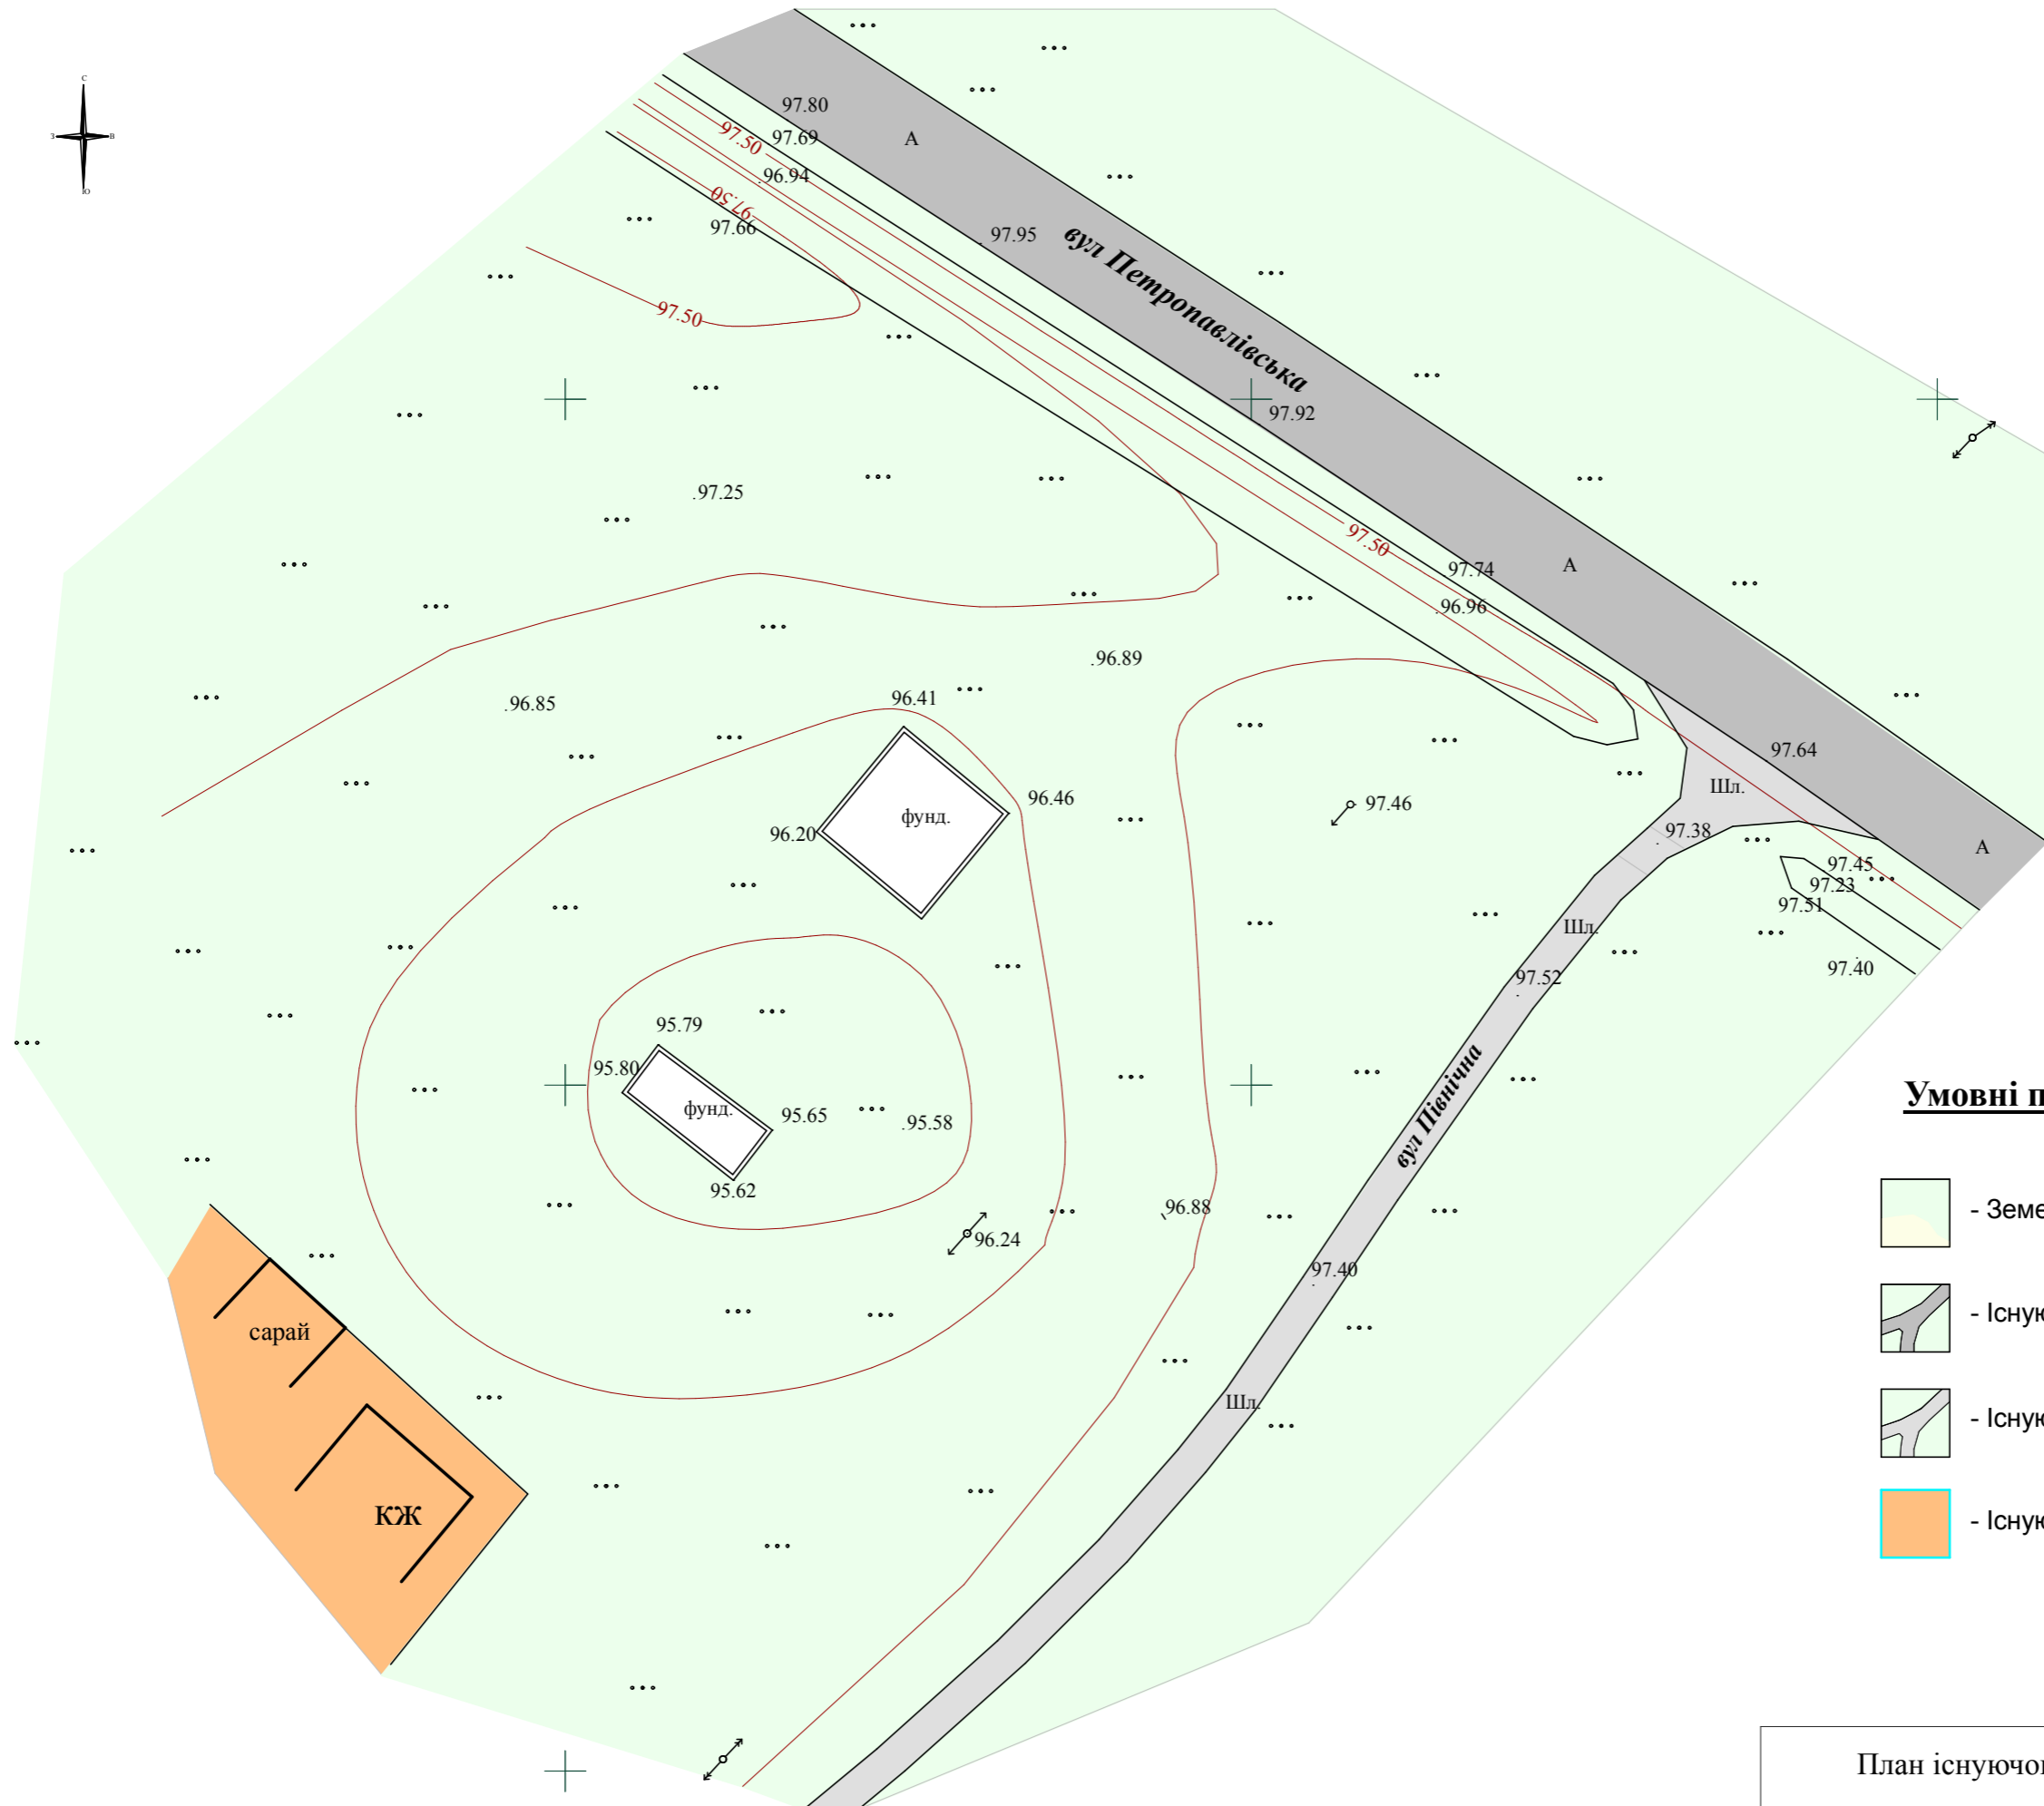 с
з в
ю
97.80
А
97.50
97.69
.96.94
97.50
97.66
97.95
вул Петропавлівська
97.50
97.92
.97.25
97.50
97.74
А
.96.96
.96.89
96.41
.96.85
97.64
96.46
97.46
Шл.
фунд.
96.20
97.38
А
97.45
97.23
97.51
Шл.
97.40
97.52
95.79
95.80
вул Північна
Умовні п
фунд.
95.65
.95.58
95.62
96.88
- Земе
96.24
97.40
- Існую
сарай
Шл.
- Існую
кж
- Існую
План існуючо